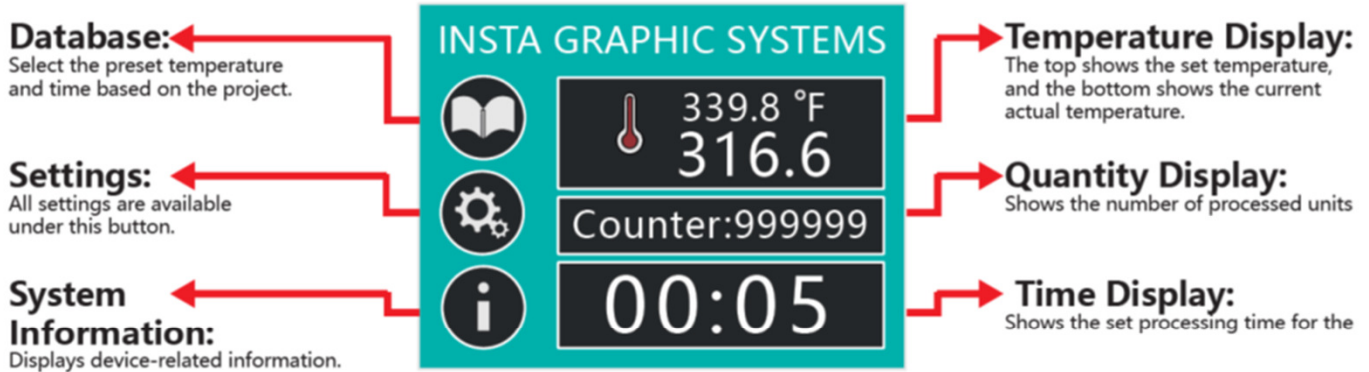 Database:
Select the preset temperature
and time based on the project.
Settings:
All settings are available
under this button.
System
Information:
Displays device-related information.
INSTA GRAPHIC SYSTEMS
339.8 °F
316.6
Counter:999999
00:05
Temperature Display:
The top shows the set temperature,
and the bottom shows the current
actual temperature.
Quantity Display:
Shows the number of processed units
Time Display:
Shows the set processing time for the